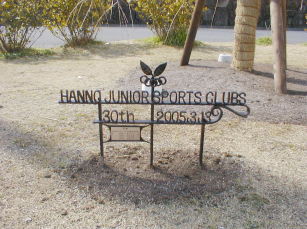 HANNO JUNIOR SPORTS CLUBS
30th 2005.3.13